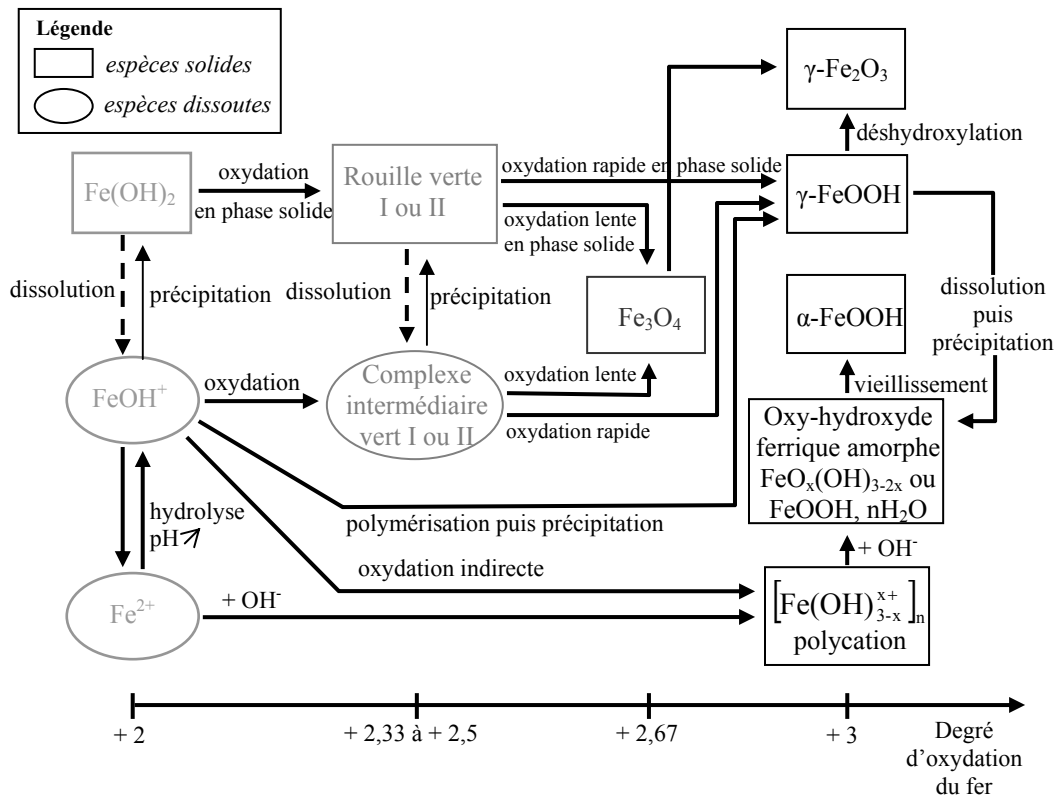 Légende
espèces solides
espèces dissoutes
γ-Fe₂O₃
déshydroxylation
Fe(OH)₂
oxydation
en phase solide
Rouille verte
I ou II
oxydation rapide en phase solide
γ-FeOOH
oxydation lente
en phase solide
dissolution
précipitation
dissolution
précipitation
Fe₃O₄
α-FeOOH
dissolution
puis
précipitation
vieillissement
FeOH⁺
oxydation
Complexe
intermédiaire
vert I ou II
oxydation lente
oxydation rapide
Oxy-hydroxyde
ferrique amorphe
FeOₓ(OH)₃₋₂ₓ ou
FeOOH, nH₂O
hydrolyse
pH
polymérisation puis précipitation
+ OH⁻
oxydation indirecte
Fe²⁺
+ OH⁻
[Fe(OH)₃₋ₓˣ⁺]ₙ
polycation
+ 2
+ 2,33 à + 2,5
+ 2,67
+ 3
Degré
d’oxydation
du fer